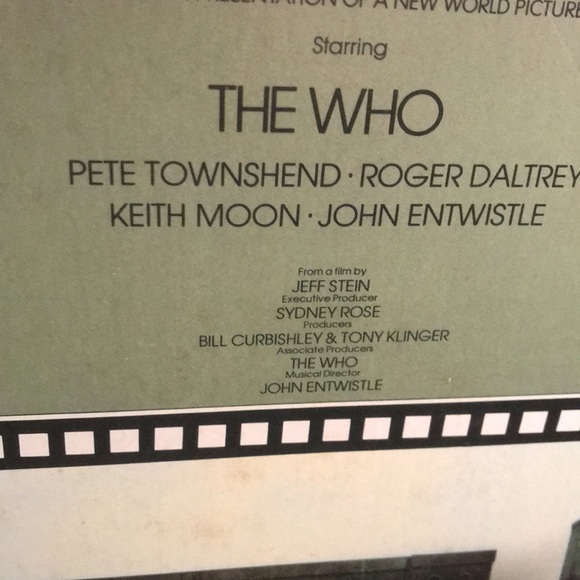 OF A NEW WORLD PICTURE
Starring
THE WHO
PETE TOWNSHEND · ROGER DALTREY
KEITH MOON · JOHN ENTWISTLE
From a film by
JEFF STEIN
Executive Producer
SYDNEY ROSE
Producers
BILL CURBISHLEY & TONY KLINGER
Associate Producers
THE WHO
Musical Director
JOHN ENTWISTLE